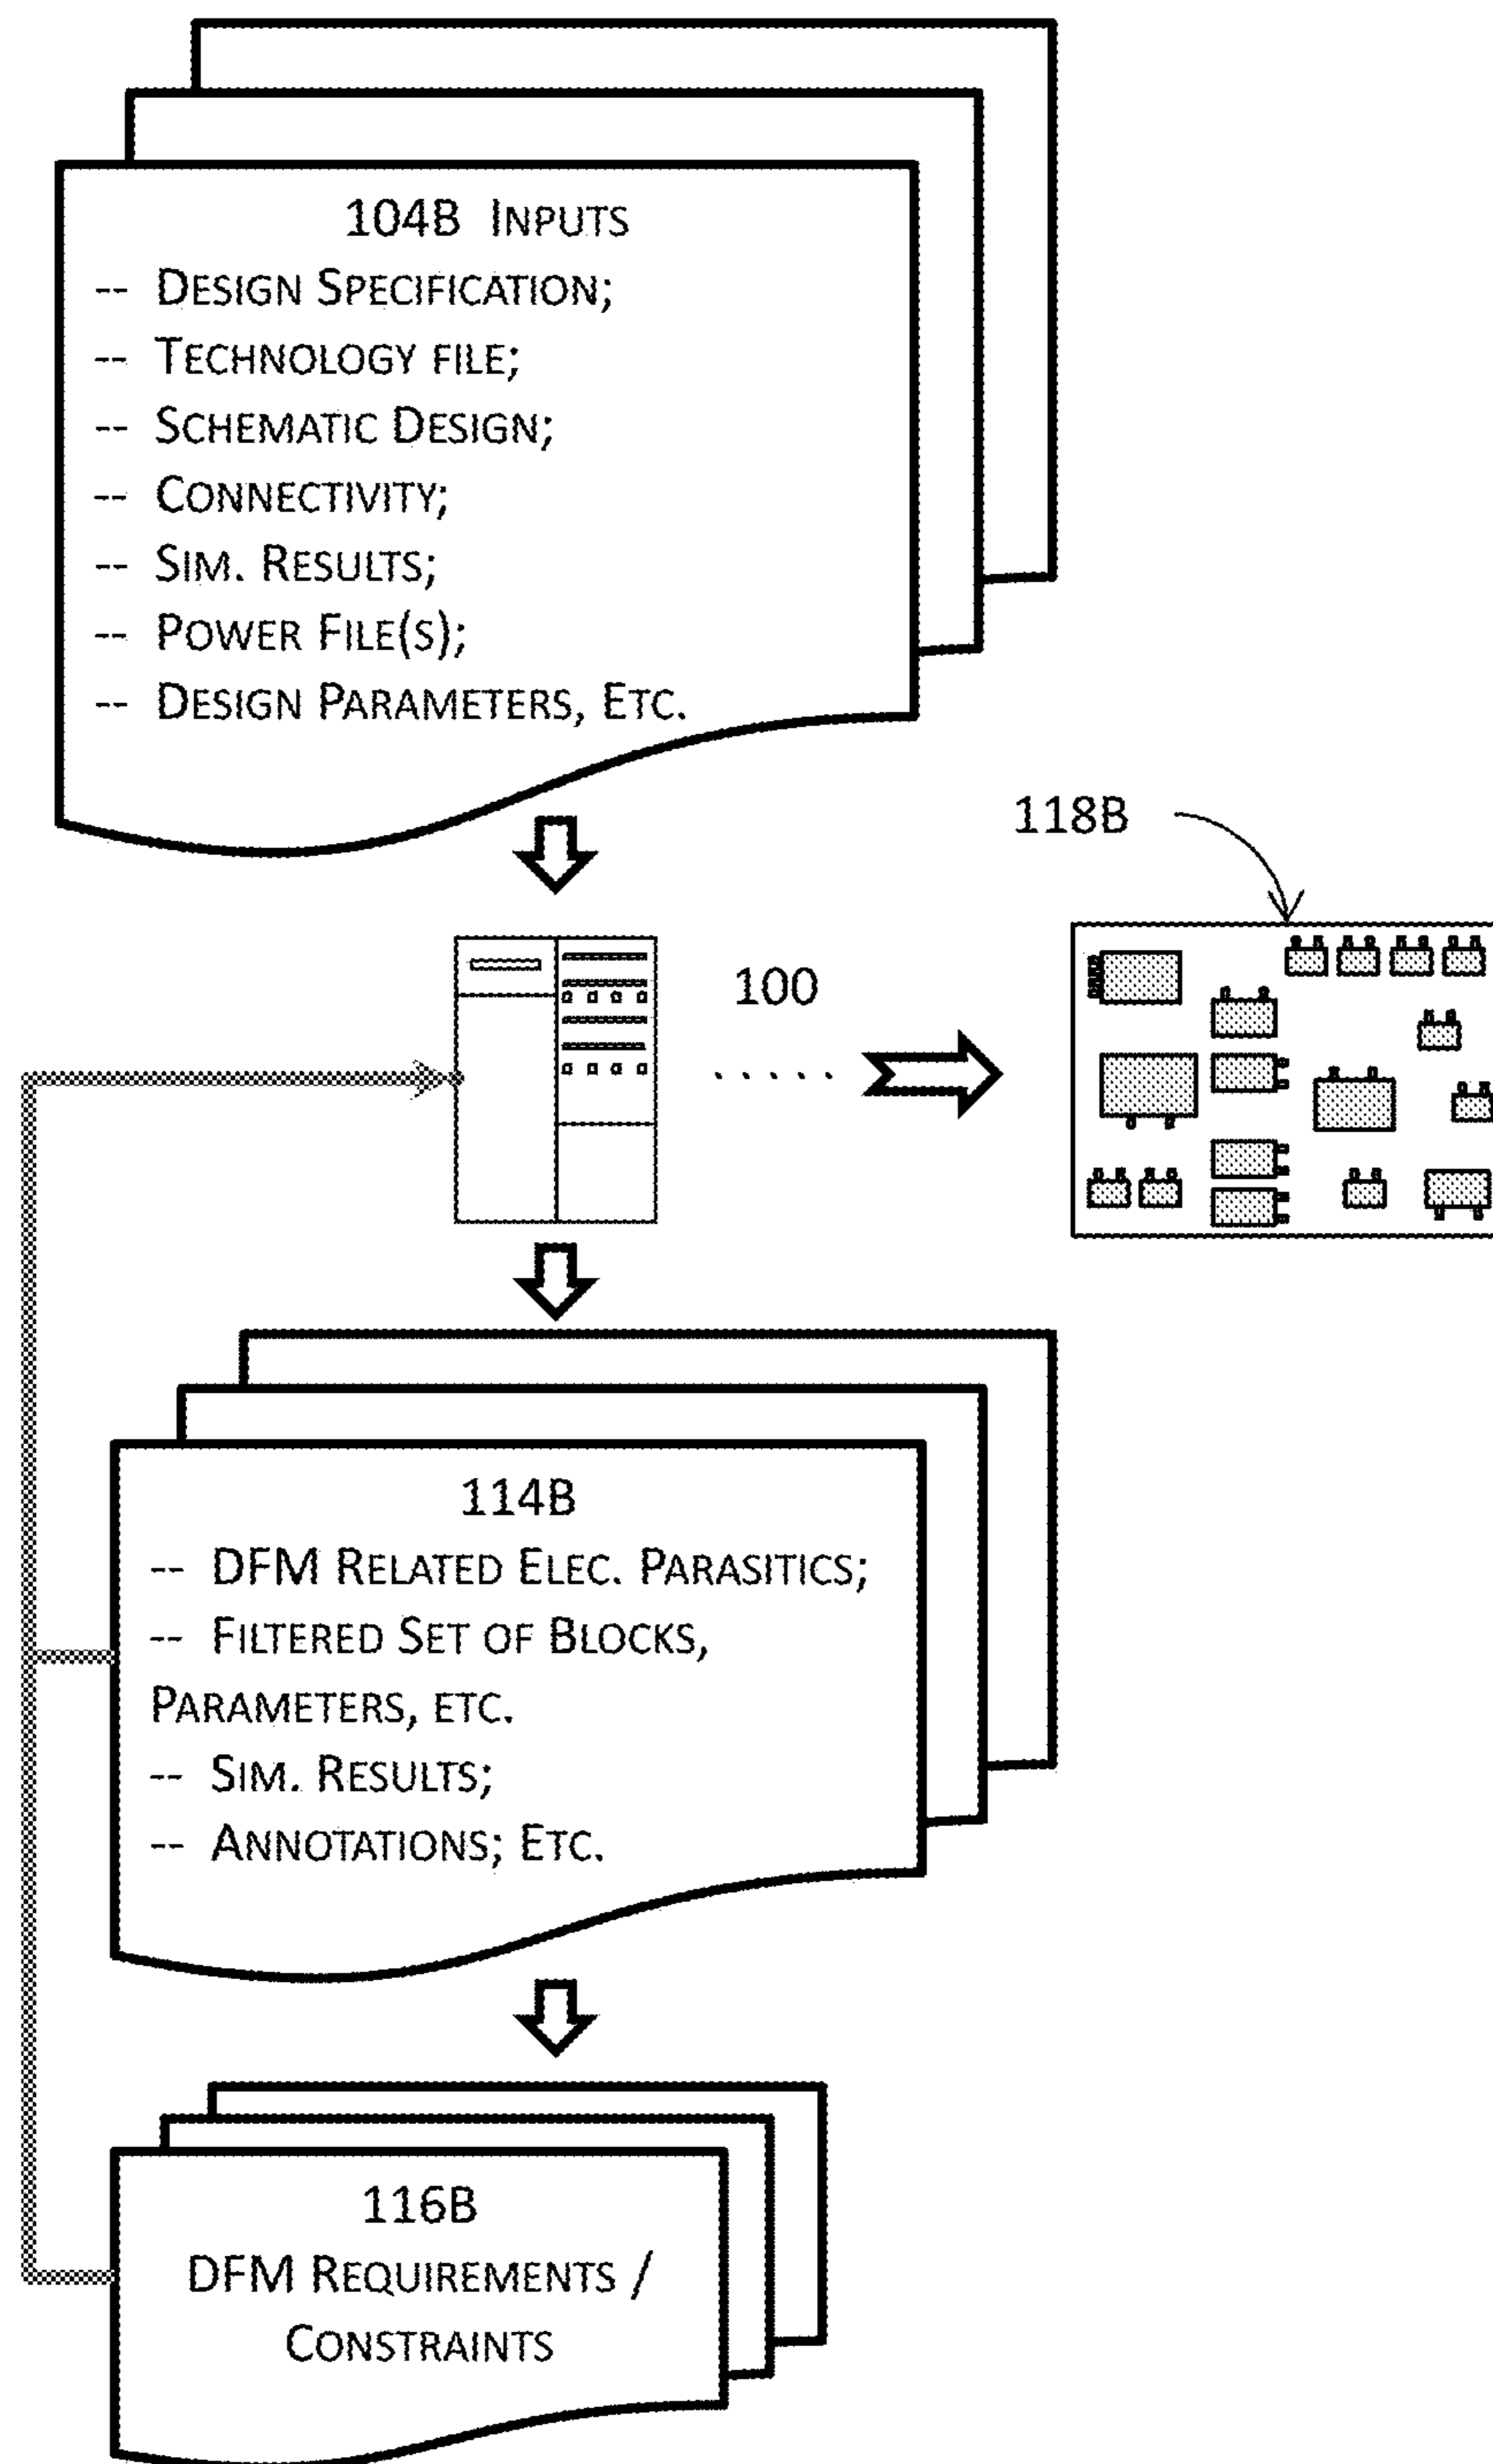 104B INPUTS
-- DESIGN SPECIFICATION;
-- TECHNOLOGY FILE;
-- SCHEMATIC DESIGN;
-- CONNECTIVITY;
-- SIM. RESULTS;
-- POWER FILE(S);
-- DESIGN PARAMETERS, ETC.
118B
100
. . . . .
114B
-- DFM RELATED ELEC. PARASITICS;
-- FILTERED SET OF BLOCKS,
PARAMETERS, ETC.
-- SIM. RESULTS;
-- ANNOTATIONS; ETC.
116B
DFM REQUIREMENTS /
CONSTRAINTS